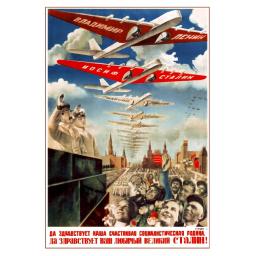 ВЛАДИМИР ЛЕНИН
ИОСИФ СТАЛИН
ДА ЗДРАВСТВУЕТ НАША СЧАСТЛИВАЯ СОЦИАЛИСТИЧЕСКАЯ РОДИНА,
ДА ЗДРАВСТВУЕТ НАШ ЛЮБИМЫЙ ВЕЛИКИЙ СТАЛИН!